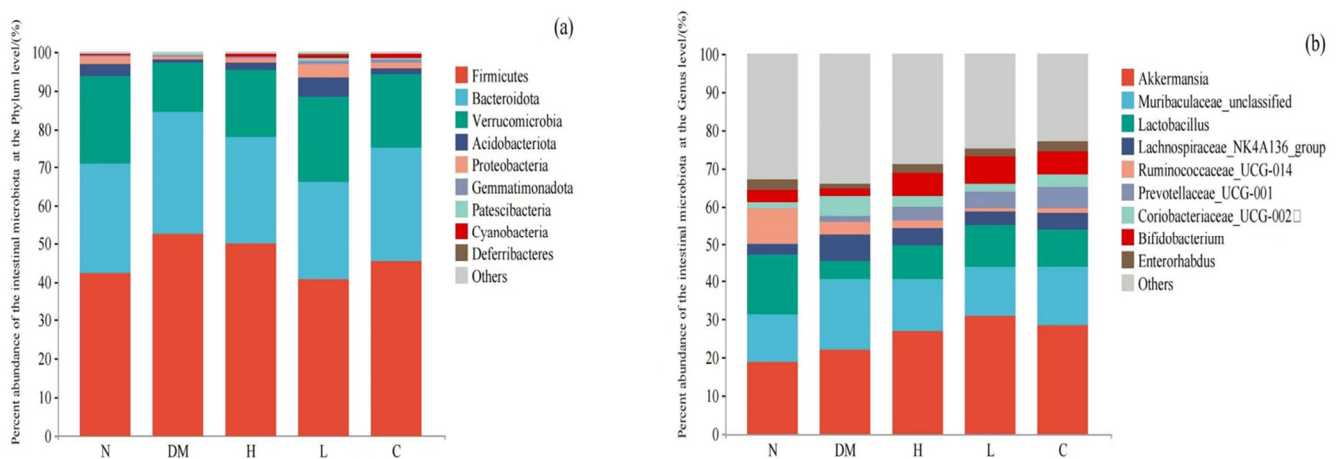 (a)
Percent abundance of the intestinal microbiota at the Phylum level/(%)
100
90
80
70
60
50
40
30
20
10
0
N DM H L C
Firmicutes
Bacteroidota
Verrucomicrobia
Acidobacteriota
Proteobacteria
Gemmatimonadota
Patescibacteria
Cyanobacteria
Deferribacteres
Others
(b)
Percent abundance of the intestinal microbiota at the Genus level/(%)
100
90
80
70
60
50
40
30
20
10
0
N DM H L C
Akkermansia
Muribaculaceae_unclassified
Lactobacillus
Lachnospiraceae_NK4A136_group
Ruminococcaceae_UCG-014
Prevotellaceae_UCG-001
Coriobacteriaceae_UCG-002□
Bifidobacterium
Enterorhabdus
Others